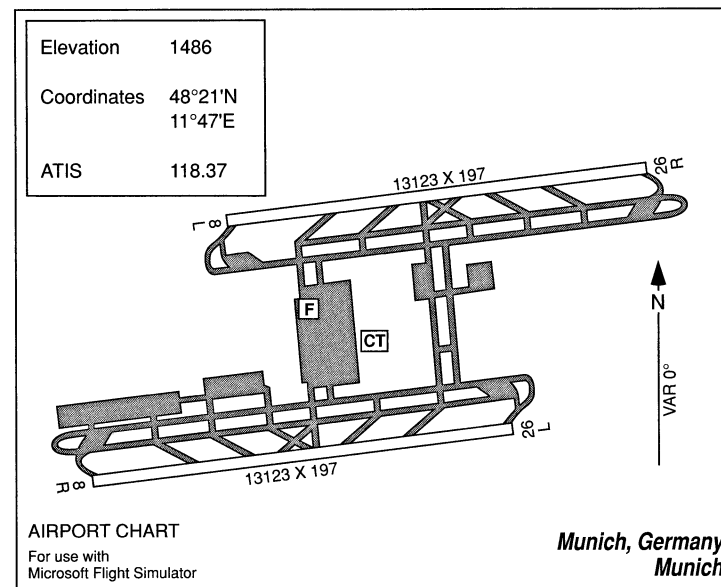 Elevation 1486
Coordinates 48°21'N
11°47'E
ATIS 118.37
13123 X 197
26
R
8
L
F
CT
N
VAR 0°
26
L
8
R
13123 X 197
AIRPORT CHART
For use with
Microsoft Flight Simulator
Munich, Germany
Munich